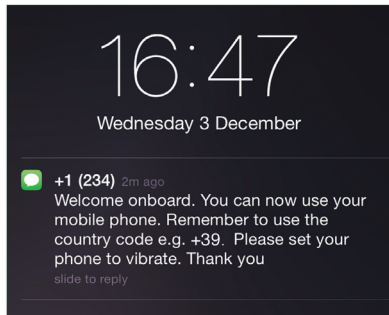 16:47
Wednesday 3 December
+1 (234) 2m ago
Welcome onboard. You can now use your
mobile phone. Remember to use the
country code e.g. +39. Please set your
phone to vibrate. Thank you
slide to reply